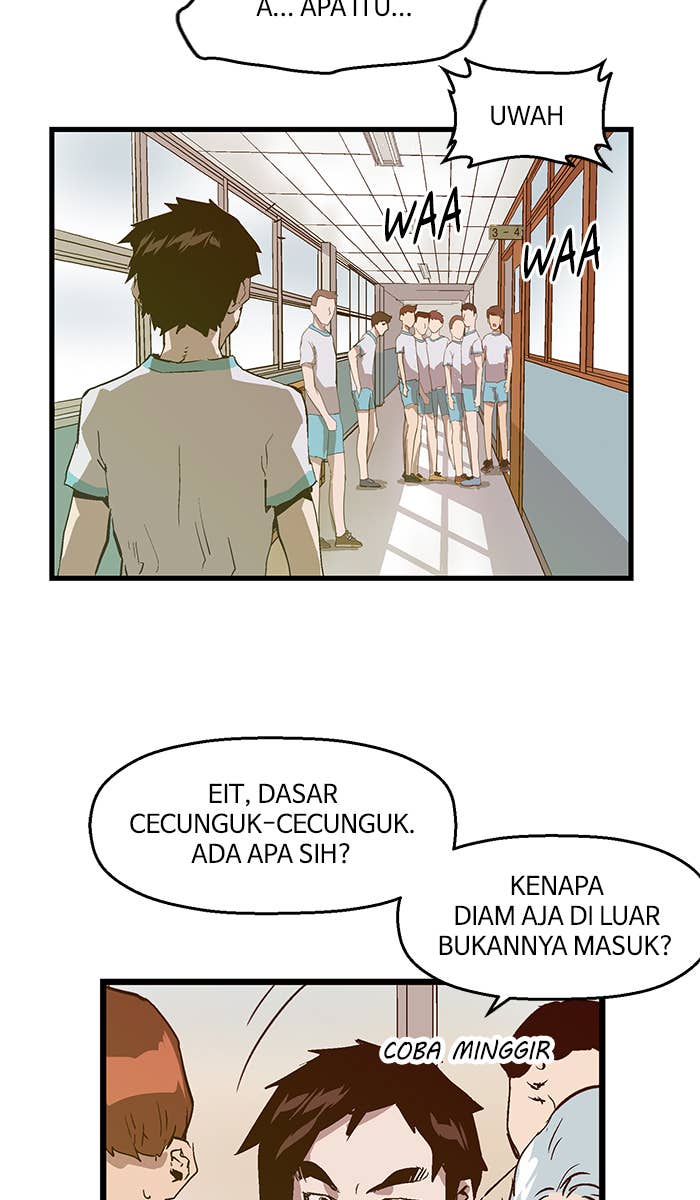 A... APA ITU...
UWAH
WAA
3 - 4
WAA
EIT, DASAR
CECUNGUK-CECUNGUK.
ADA APA SIH?
KENAPA
DIAM AJA DI LUAR
BUKANNYA MASUK?
COBA MINGGIR